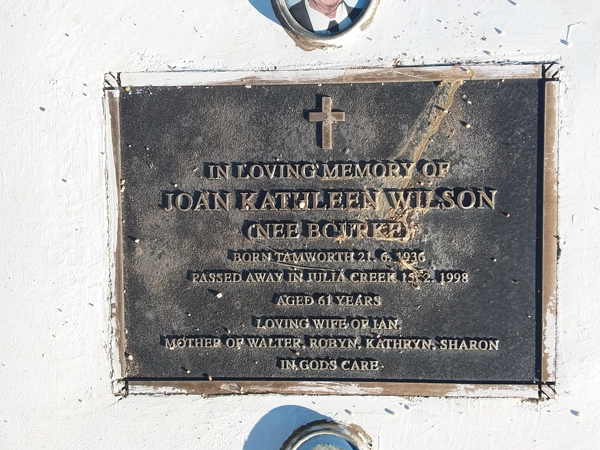 IN LOVING MEMORY OF
JOAN KATHLEEN WILSON
(NEE BOURKE)
BORN TAMWORTH 21. 6. 1936
PASSED AWAY IN JULIA CREEK 15. 2. 1998
AGED 61 YEARS
LOVING WIFE OF IAN.
MOTHER OF WALTER, ROBYN, KATHRYN, SHARON
IN GODS CARE